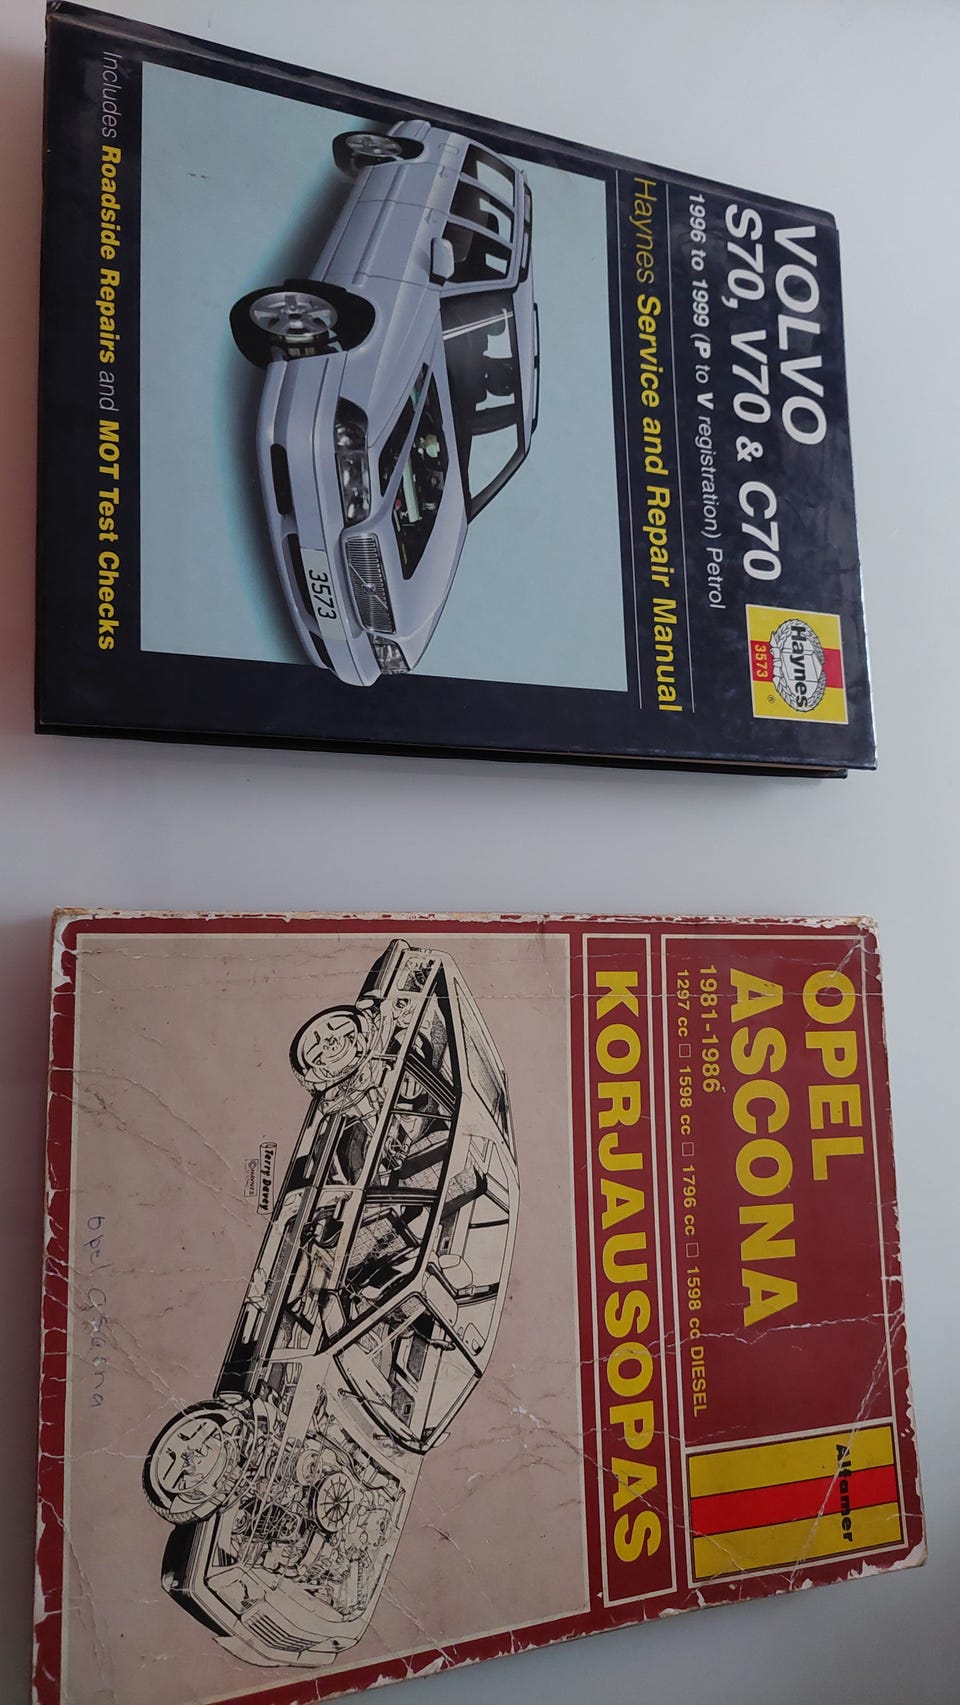 VOLVO
S70, V70 & C70
1996 to 1999 (P to V registration) Petrol
Haynes
3573
®
Haynes Service and Repair Manual
3573
Includes Roadside Repairs and MOT Test Checks
OPEL
ASCONA
1981-1986
1297 cc □ 1598 cc □ 1796 cc □ 1598 cc DIESEL
Alfamer
KORJAUSOPAS
Terry Davey
©HAYNES
Opel Ascona